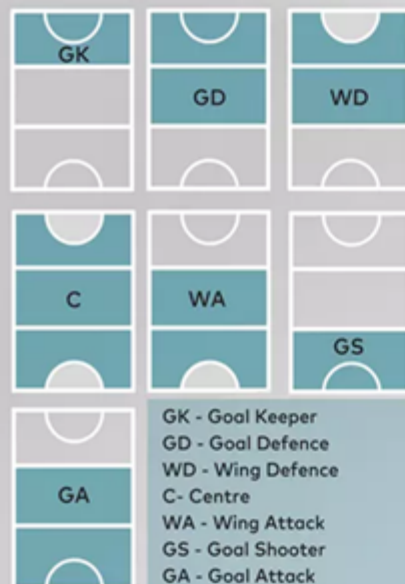 GK
GD
WD
C
WA
GS
GA
GK - Goal Keeper
GD - Goal Defence
WD - Wing Defence
C- Centre
WA - Wing Attack
GS - Goal Shooter
GA - Goal Attack